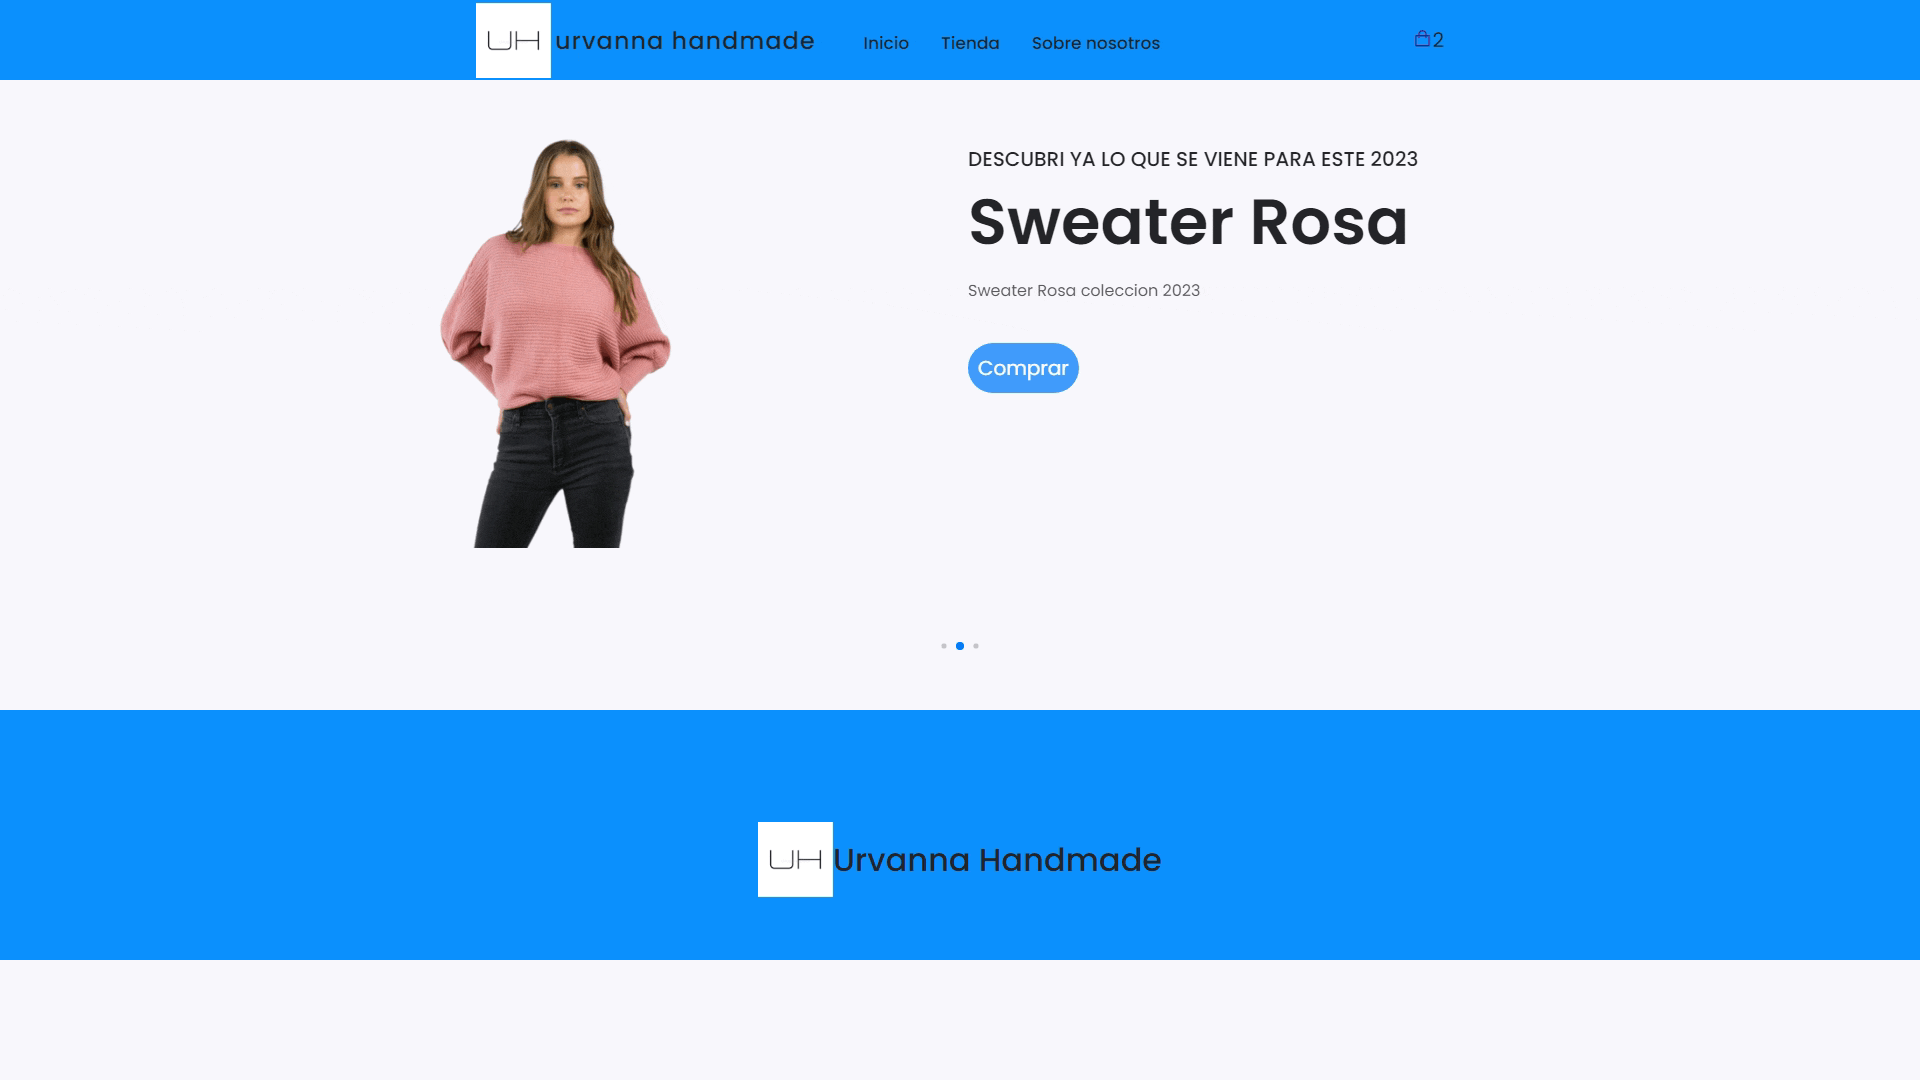 UH urvanna handmade Inicio Tienda Sobre nosotros 2
DESCUBRI YA LO QUE SE VIENE PARA ESTE 2023
Sweater Rosa
Sweater Rosa coleccion 2023
Comprar
UH Urvanna Handmade